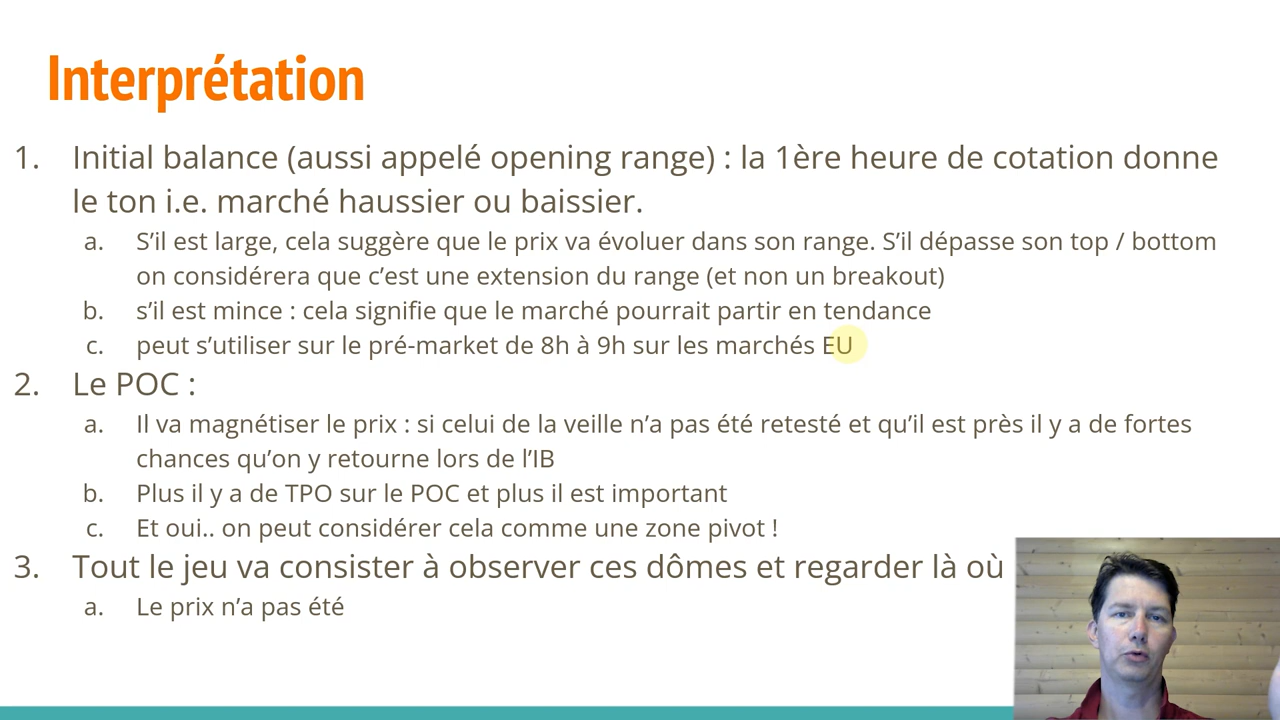 Interprétation
1. Initial balance (aussi appelé opening range) : la 1ère heure de cotation donne
le ton i.e. marché haussier ou baissier.
a. S’il est large, cela suggère que le prix va évoluer dans son range. S’il dépasse son top / bottom
on considérera que c’est une extension du range (et non un breakout)
b. s’il est mince : cela signifie que le marché pourrait partir en tendance
c. peut s’utiliser sur le pré-market de 8h à 9h sur les marchés EU
2. Le POC :
a. Il va magnétiser le prix : si celui de la veille n’a pas été retesté et qu’il est près il y a de fortes
chances qu’on y retourne lors de l’IB
b. Plus il y a de TPO sur le POC et plus il est important
c. Et oui.. on peut considérer cela comme une zone pivot !
3. Tout le jeu va consister à observer ces dômes et regarder là où
a. Le prix n’a pas été